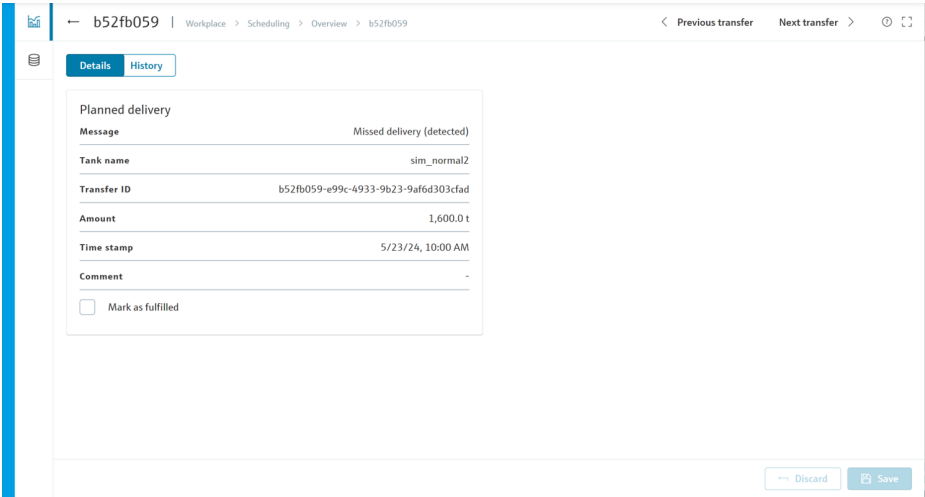 ← b52fb059 | Workplace > Scheduling > Overview > b52fb059 < Previous transfer Next transfer >
Details History
Planned delivery
Message Missed delivery (detected)
Tank name sim_normal2
Transfer ID b52fb059-e99c-4933-9b23-9af6d303cfad
Amount 1,600.0 t
Time stamp 5/23/24, 10:00 AM
Comment -
Mark as fulfilled
Discard Save